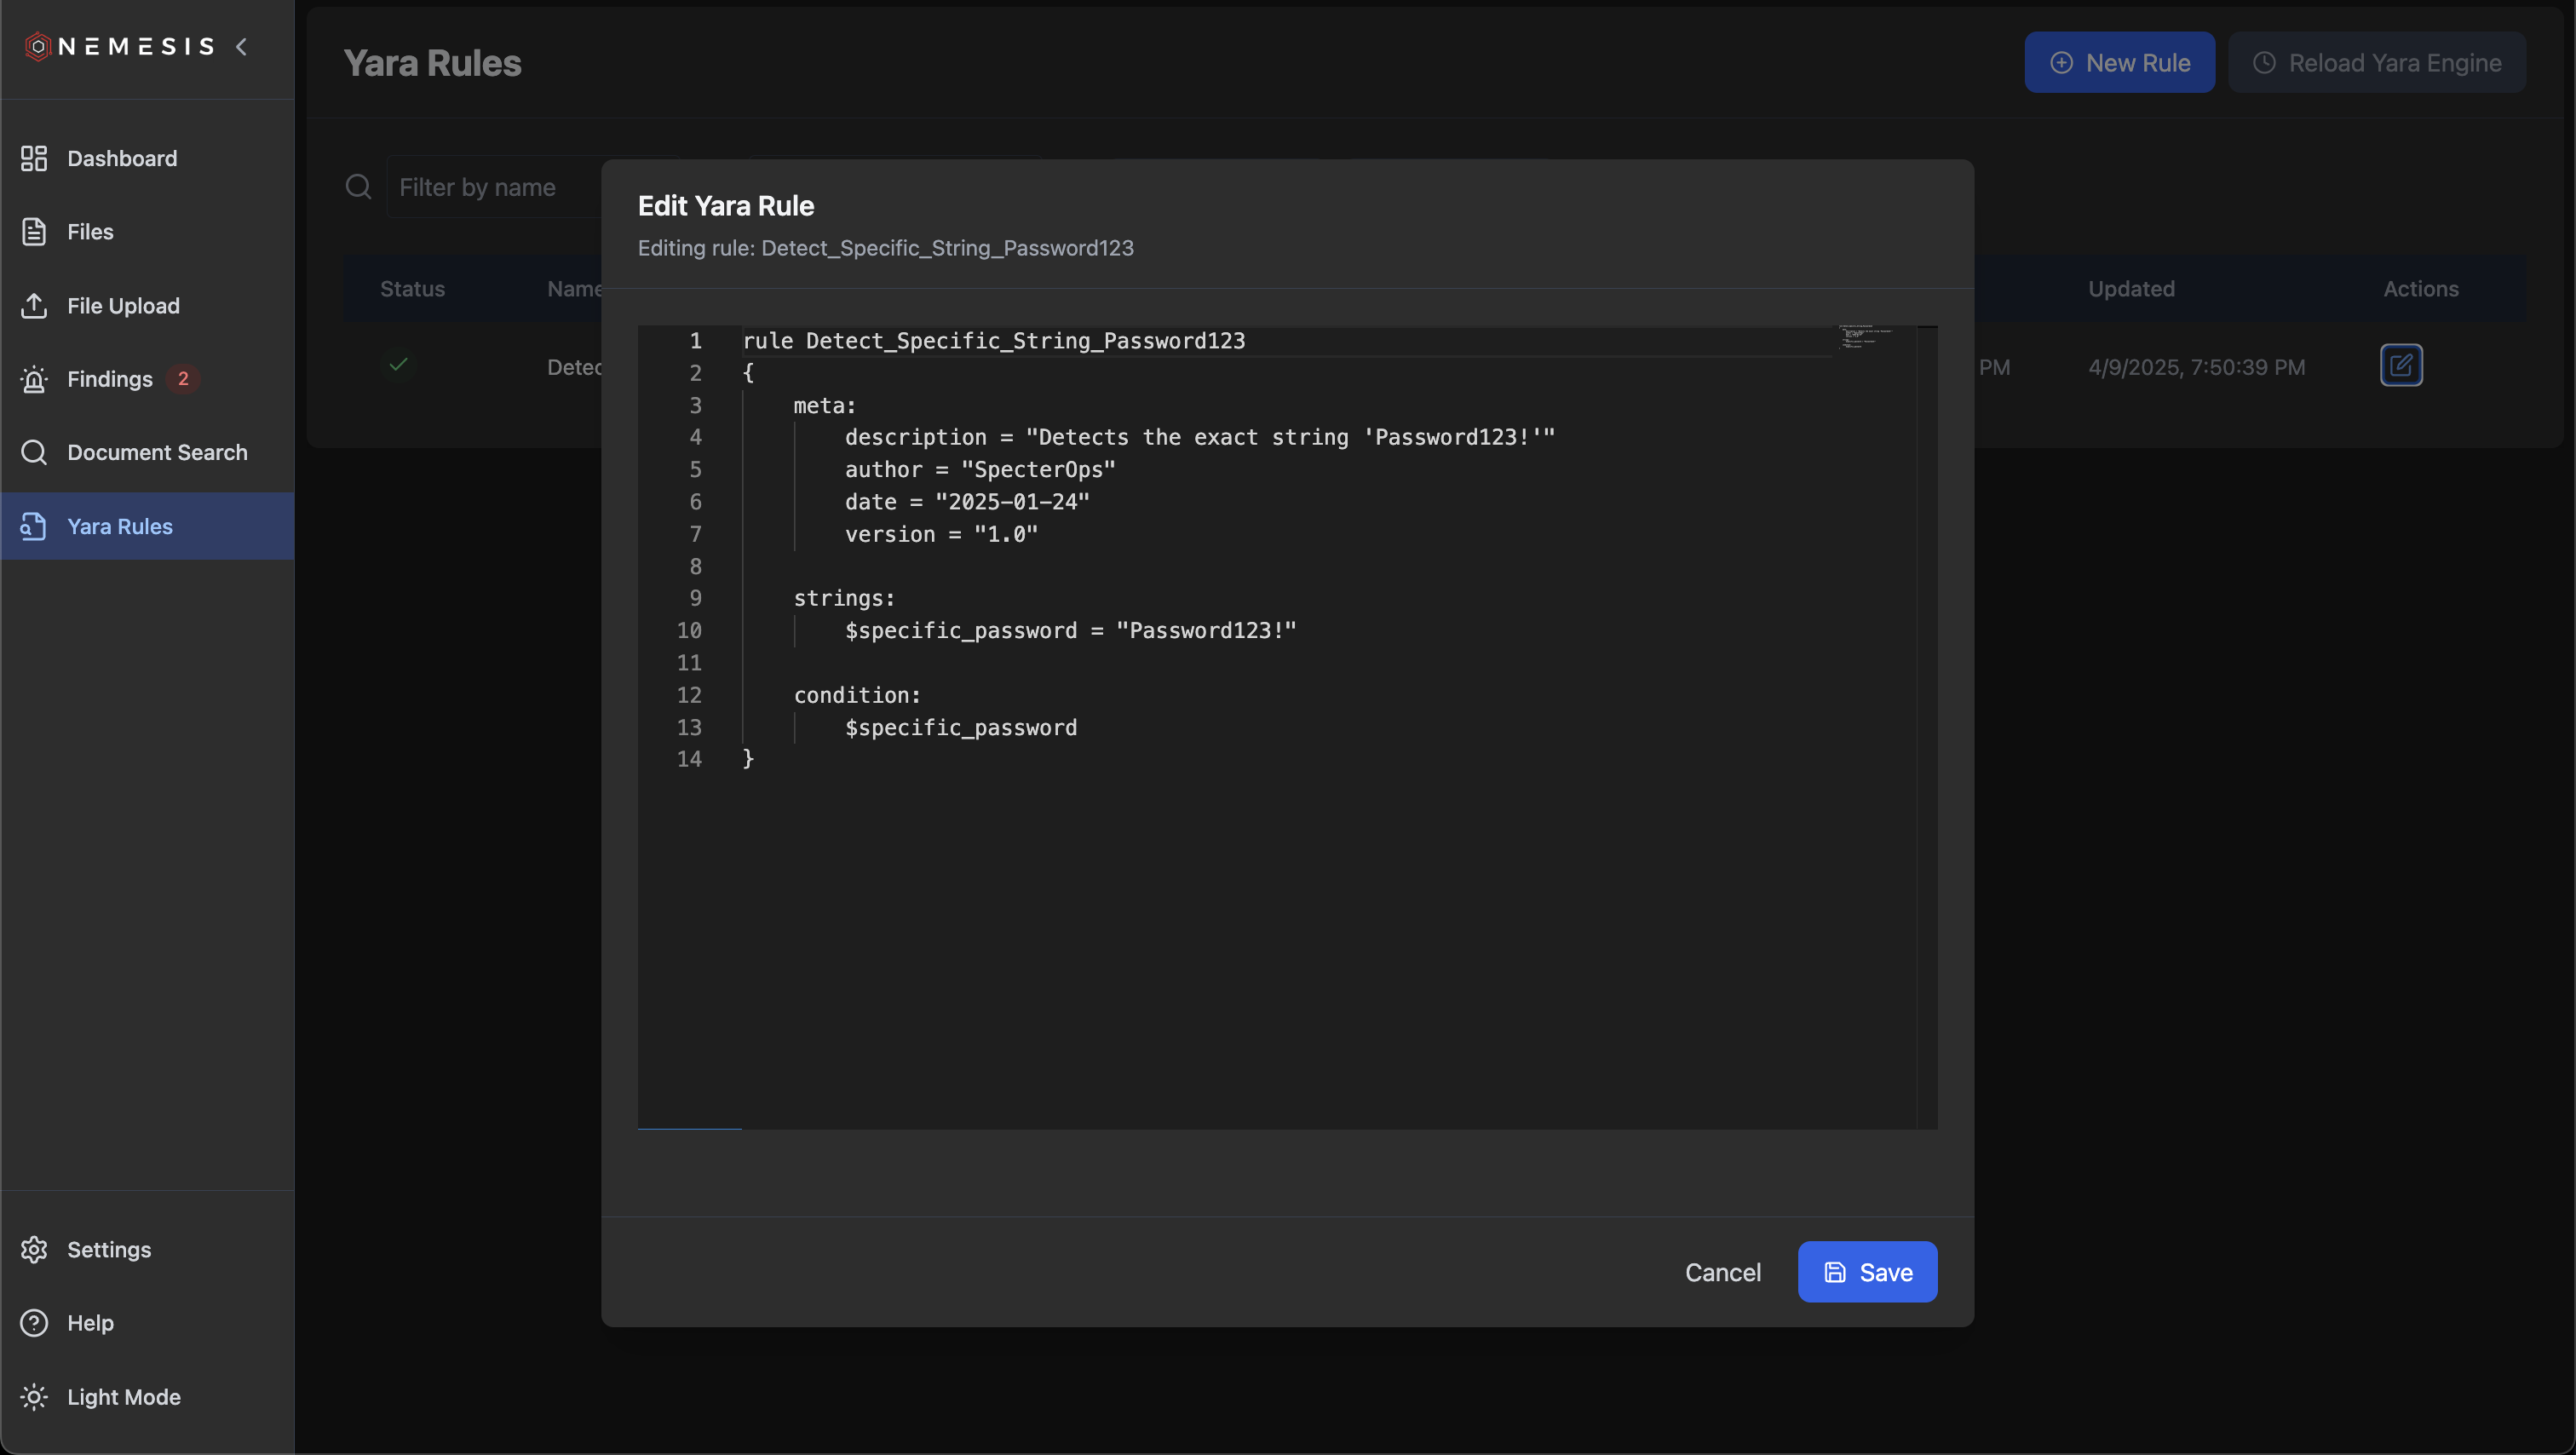 NEMESIS
Dashboard
Files
File Upload
Findings 2
Document Search
Yara Rules
Settings
Help
Light Mode
Yara Rules
New Rule
Reload Yara Engine
Filter by name
Status Name Updated Actions
PM 4/9/2025, 7:50:39 PM
Edit Yara Rule
Editing rule: Detect_Specific_String_Password123
1 rule Detect_Specific_String_Password123
2 {
3 meta:
4 description = "Detects the exact string 'Password123!'"
5 author = "SpecterOps"
6 date = "2025-01-24"
7 version = "1.0"
8
9 strings:
10 $specific_password = "Password123!"
11
12 condition:
13 $specific_password
14 }
Cancel
Save